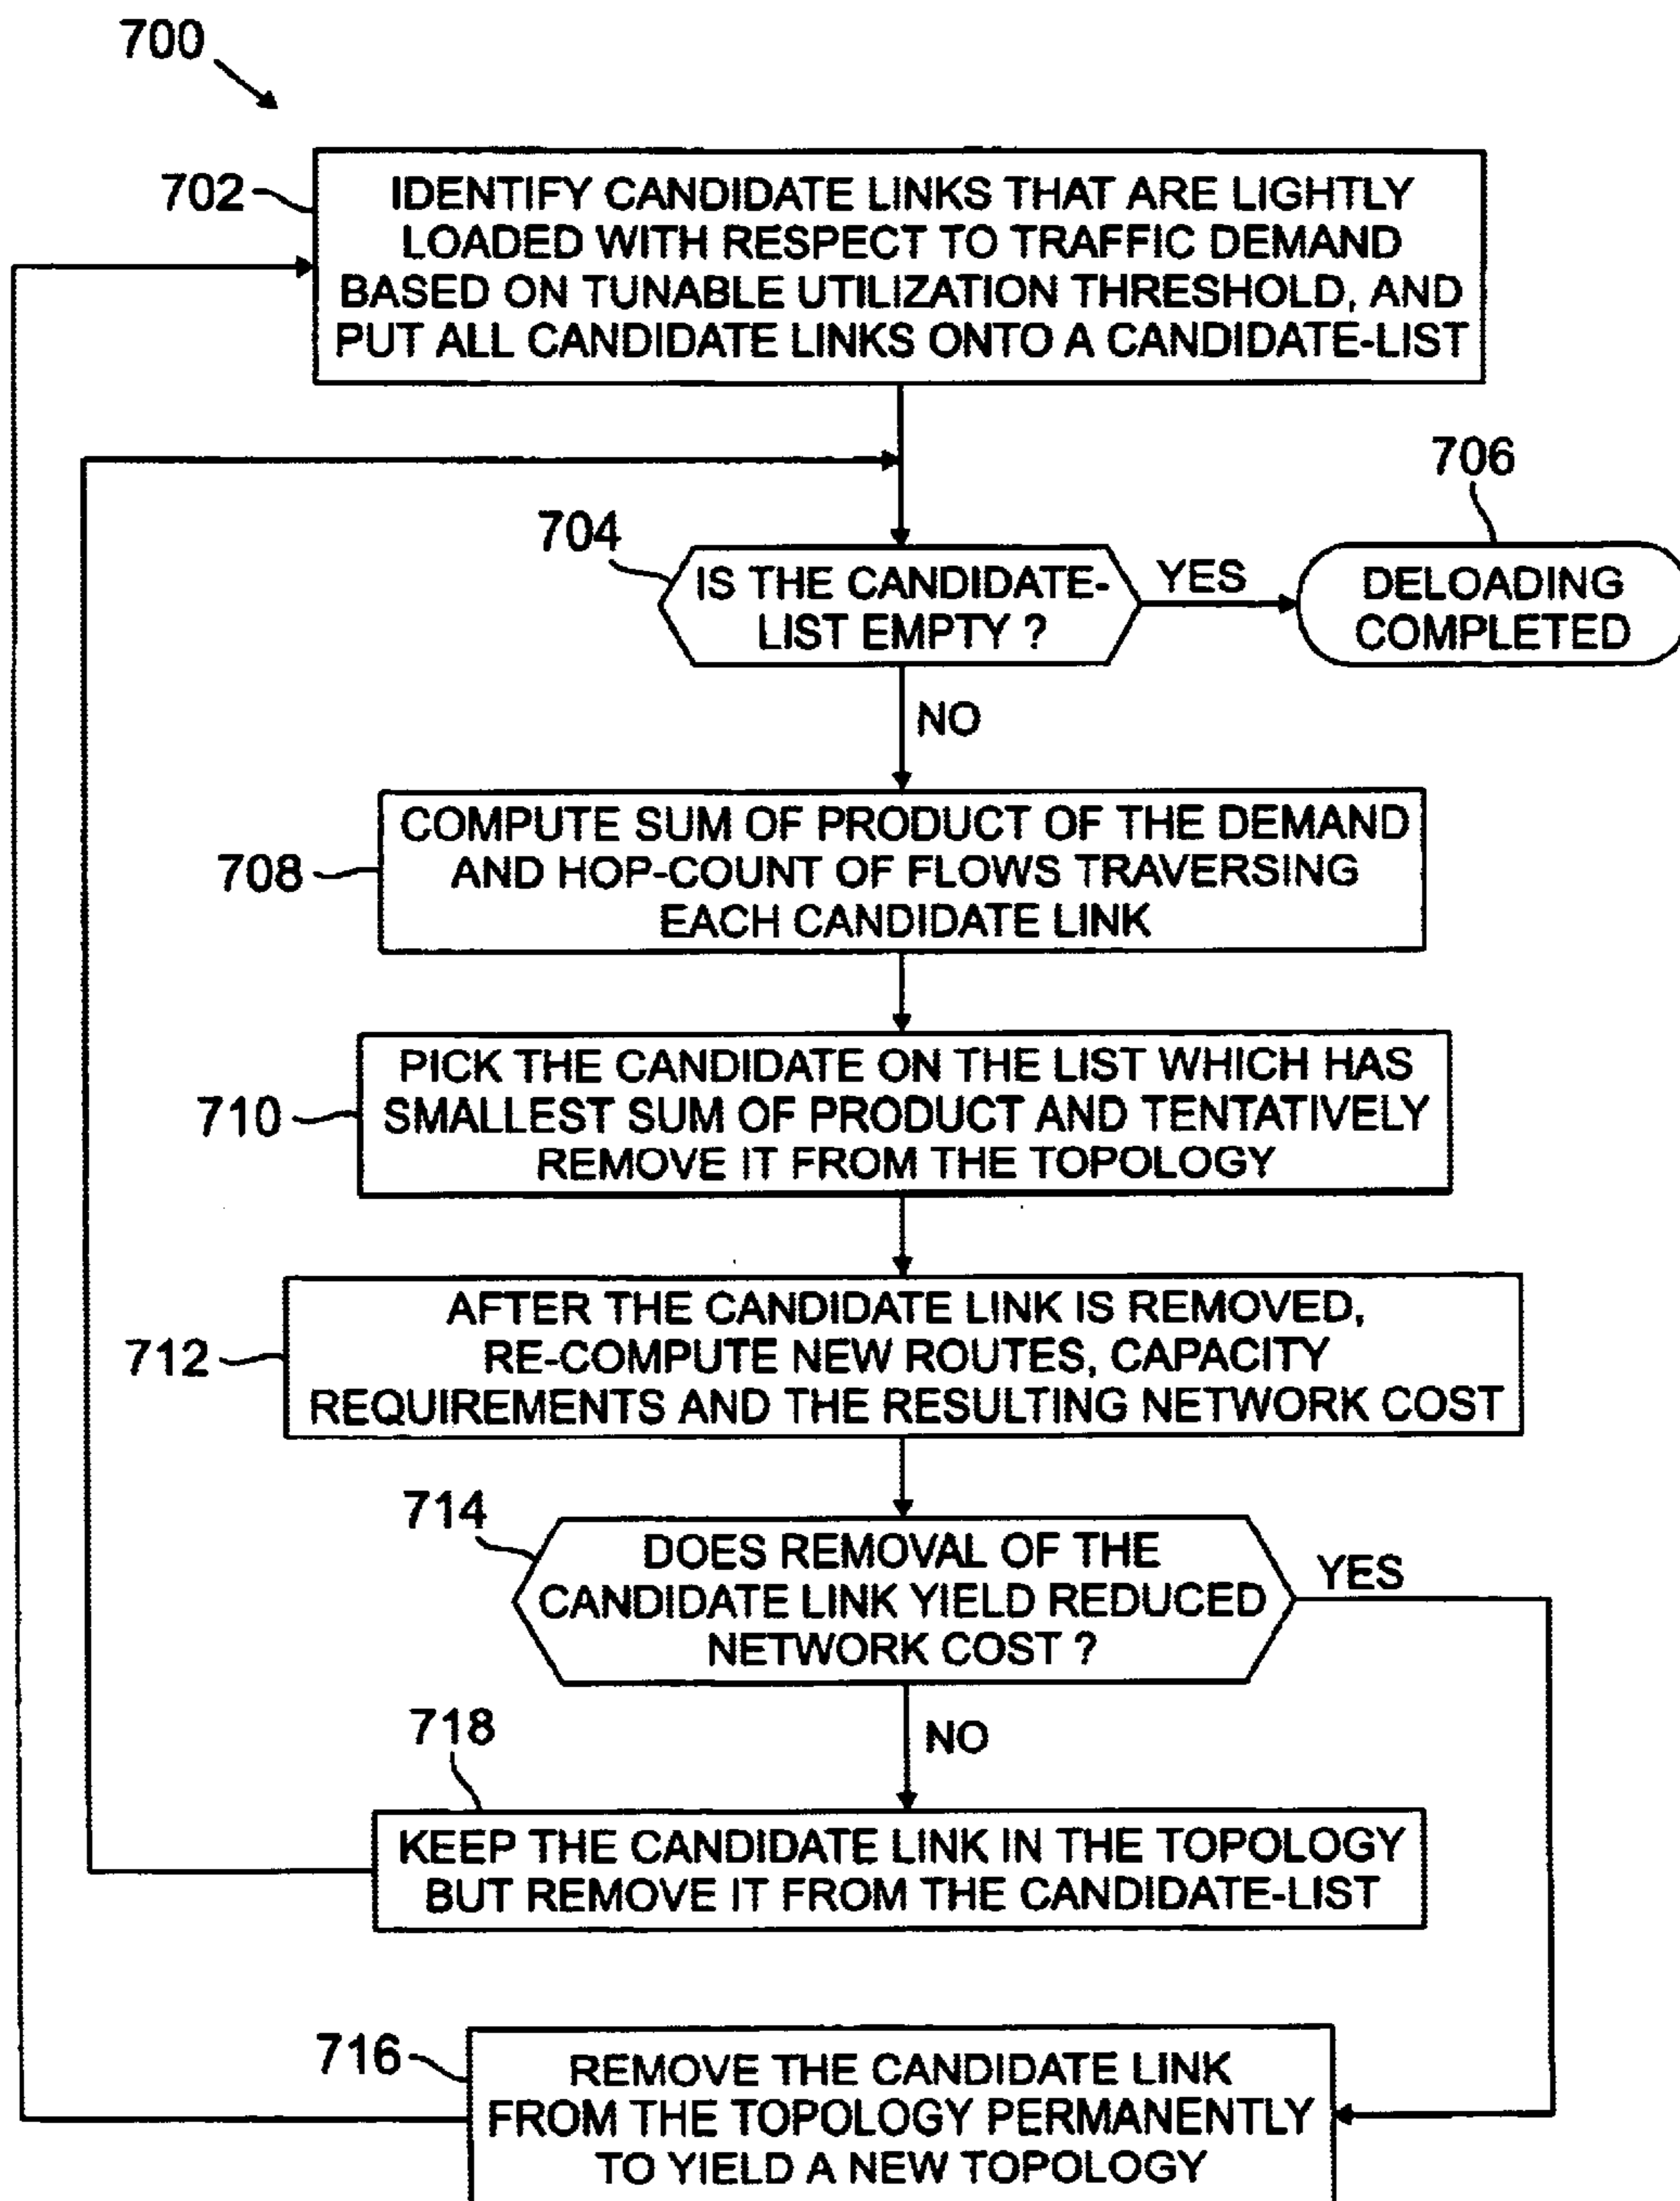 700
702
IDENTIFY CANDIDATE LINKS THAT ARE LIGHTLY
LOADED WITH RESPECT TO TRAFFIC DEMAND
BASED ON TUNABLE UTILIZATION THRESHOLD, AND
PUT ALL CANDIDATE LINKS ONTO A CANDIDATE-LIST
704
IS THE CANDIDATE-
LIST EMPTY ?
YES
706
DELOADING
COMPLETED
NO
708
COMPUTE SUM OF PRODUCT OF THE DEMAND
AND HOP-COUNT OF FLOWS TRAVERSING
EACH CANDIDATE LINK
710
PICK THE CANDIDATE ON THE LIST WHICH HAS
SMALLEST SUM OF PRODUCT AND TENTATIVELY
REMOVE IT FROM THE TOPOLOGY
712
AFTER THE CANDIDATE LINK IS REMOVED,
RE-COMPUTE NEW ROUTES, CAPACITY
REQUIREMENTS AND THE RESULTING NETWORK COST
714
DOES REMOVAL OF THE
CANDIDATE LINK YIELD REDUCED
NETWORK COST ?
YES
NO
718
KEEP THE CANDIDATE LINK IN THE TOPOLOGY
BUT REMOVE IT FROM THE CANDIDATE-LIST
716
REMOVE THE CANDIDATE LINK
FROM THE TOPOLOGY PERMANENTLY
TO YIELD A NEW TOPOLOGY